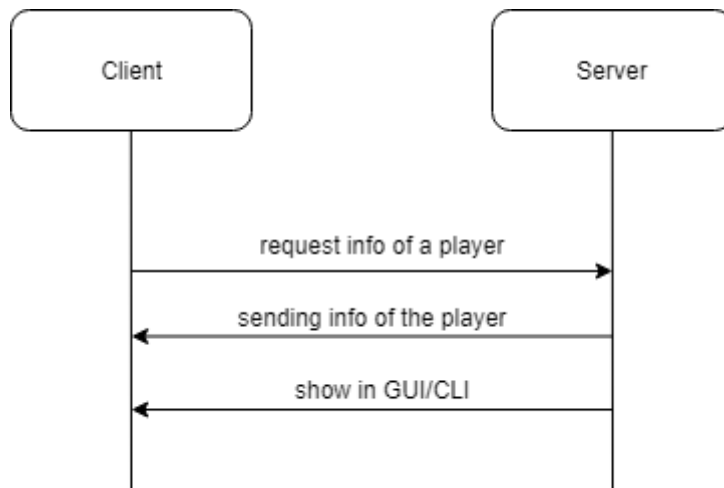 Client
Server
request info of a player
sending info of the player
show in GUI/CLI